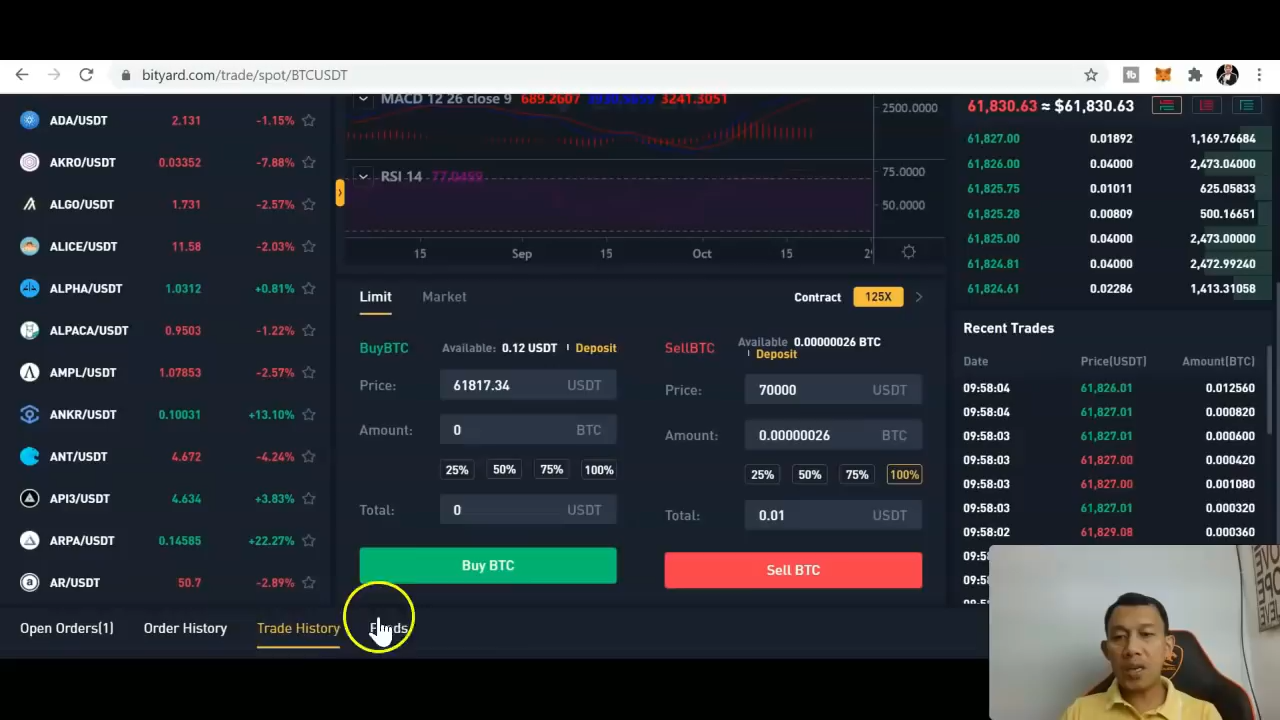 bityard.com/trade/spot/BTCUSDT
ADA/USDT 2.131 -1.15%
AKRO/USDT 0.03352 -7.88%
ALGO/USDT 1.731 -2.57%
ALICE/USDT 11.58 -2.03%
ALPHA/USDT 1.0312 +0.81%
ALPACA/USDT 0.9503 -1.22%
AMPL/USDT 1.07853 -2.57%
ANKR/USDT 0.10031 +13.10%
ANT/USDT 4.672 -4.24%
API3/USDT 4.634 +3.83%
ARPA/USDT 0.14585 +22.27%
AR/USDT 50.7 -2.89%
MACD 12 26 close 9 689.2607 3241.3051
2500.0000
RSI 14 77.0499
75.0000
50.0000
15 Sep 15 Oct 15
Limit Market Contract 125X
BuyBTC Available: 0.12 USDT Deposit
Price: 61817.34 USDT
Amount: 0 BTC
25% 50% 75% 100%
Total: 0 USDT
Buy BTC
SellBTC Available 0.00000026 BTC
Deposit
Price: 70000 USDT
Amount: 0.00000026 BTC
25% 50% 75% 100%
Total: 0.01 USDT
Sell BTC
61,830.63 ≈ $61,830.63
61,827.00 0.01892 1,169.76684
61,826.00 0.04000 2,473.04000
61,825.75 0.01011 625.05833
61,825.28 0.00809 500.16651
61,825.00 0.04000 2,473.00000
61,824.81 0.04000 2,472.99240
61,824.61 0.02286 1,413.31058
Recent Trades
Date Price(USDT) Amount(BTC)
09:58:04 61,826.01 0.012560
09:58:04 61,827.01 0.000820
09:58:03 61,827.01 0.000600
09:58:03 61,827.00 0.000420
09:58:03 61,827.00 0.001080
09:58:03 61,827.01 0.000320
09:58:02 61,829.08 0.000360
Open Orders(1) Order History Trade History Funds